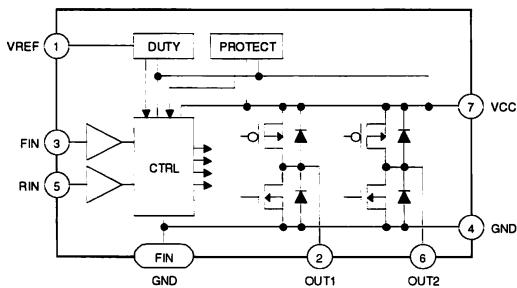 DUTY PROTECT
VREF 1
7 VCC
FIN 3
CTRL
RIN 5
4 GND
FIN 2 6
GND OUT1 OUT2